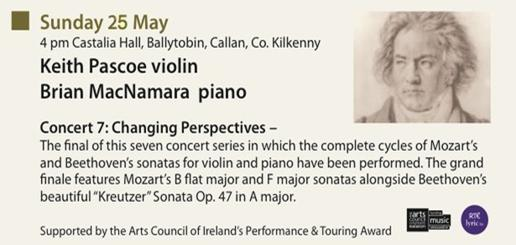 Sunday 25 May
4 pm Castalia Hall, Ballytobin, Callan, Co. Kilkenny
Keith Pascoe violin
Brian MacNamara piano
Concert 7: Changing Perspectives –
The final of this seven concert series in which the complete cycles of Mozart's
and Beethoven's sonatas for violin and piano have been performed. The grand
finale features Mozart's B flat major and F major sonatas alongside Beethoven's
beautiful "Kreutzer" Sonata Op. 47 in A major.
Supported by the Arts Council of Ireland's Performance & Touring Award
arts
council
music
RTÉ
lyric fm